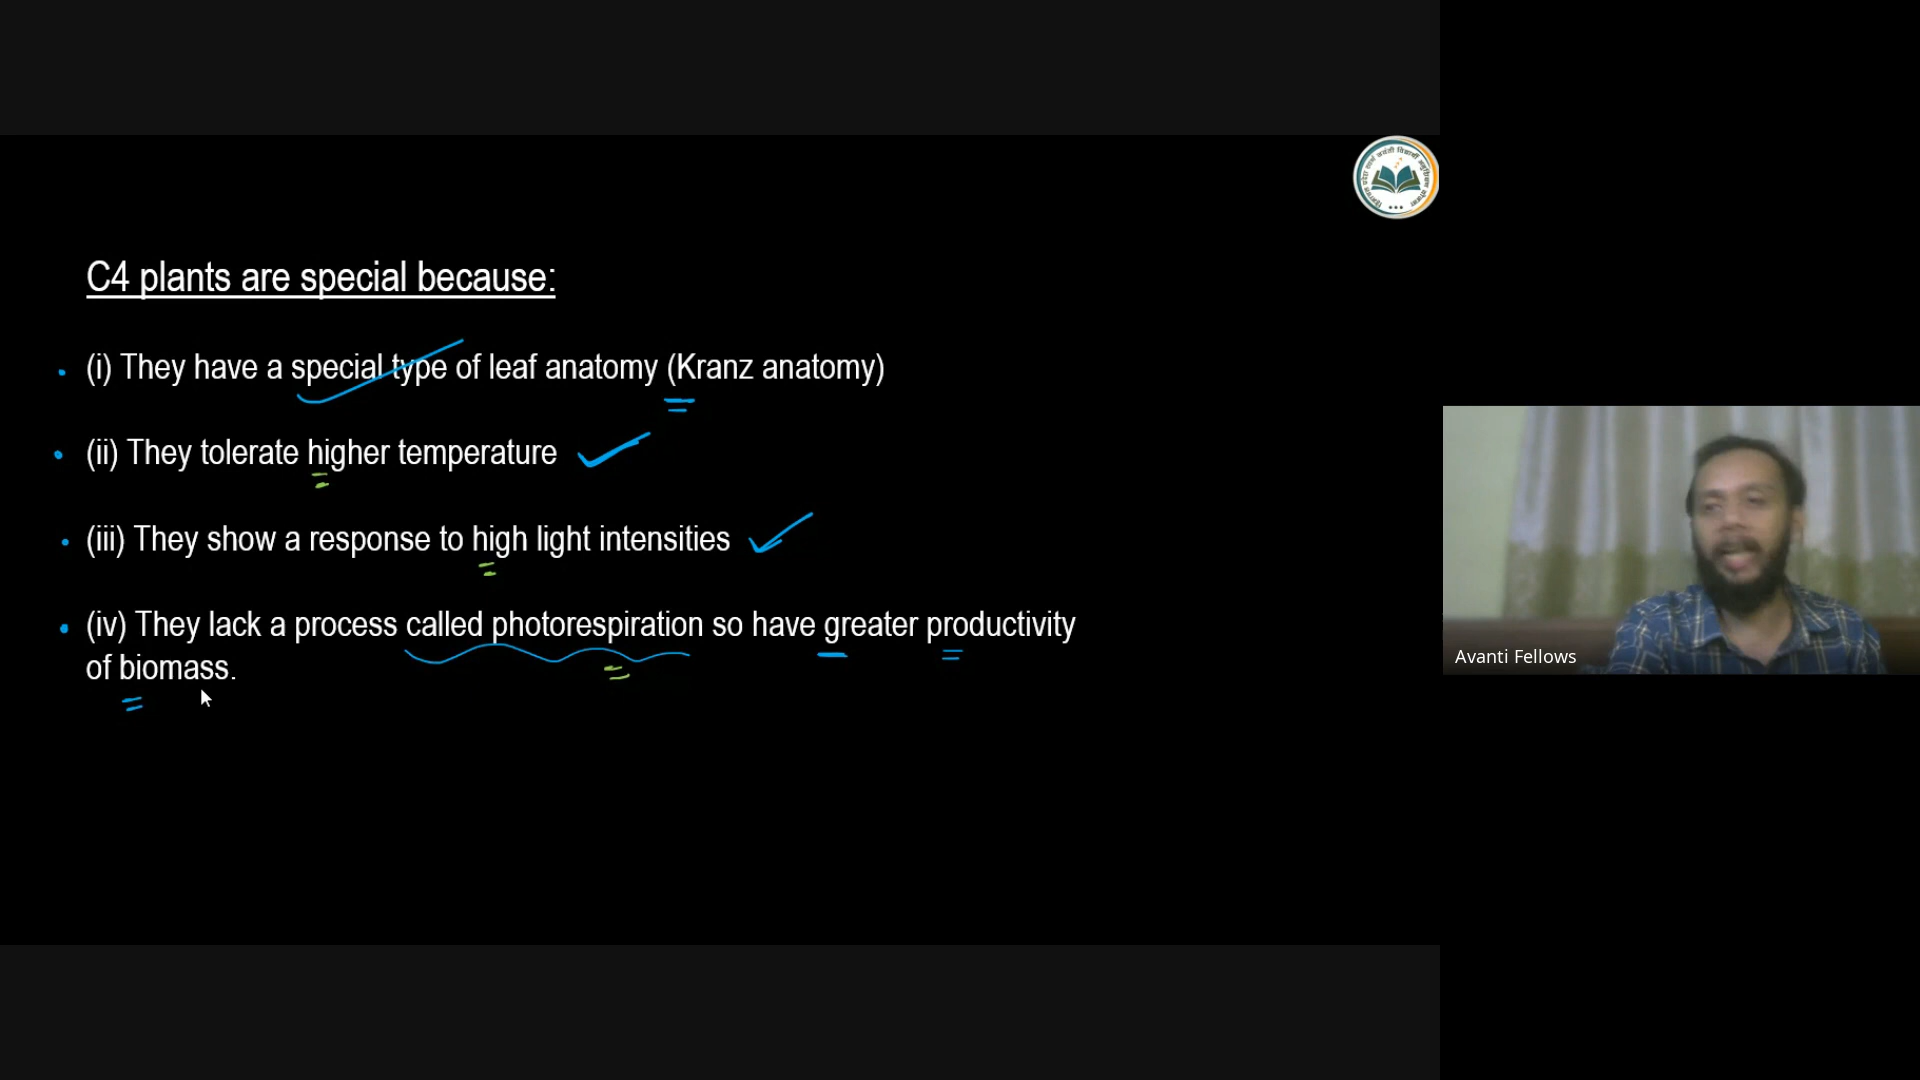 C4 plants are special because:
(i) They have a special type of leaf anatomy (Kranz anatomy)
(ii) They tolerate higher temperature
(iii) They show a response to high light intensities
(iv) They lack a process called photorespiration so have greater productivity
of biomass.
Avanti Fellows